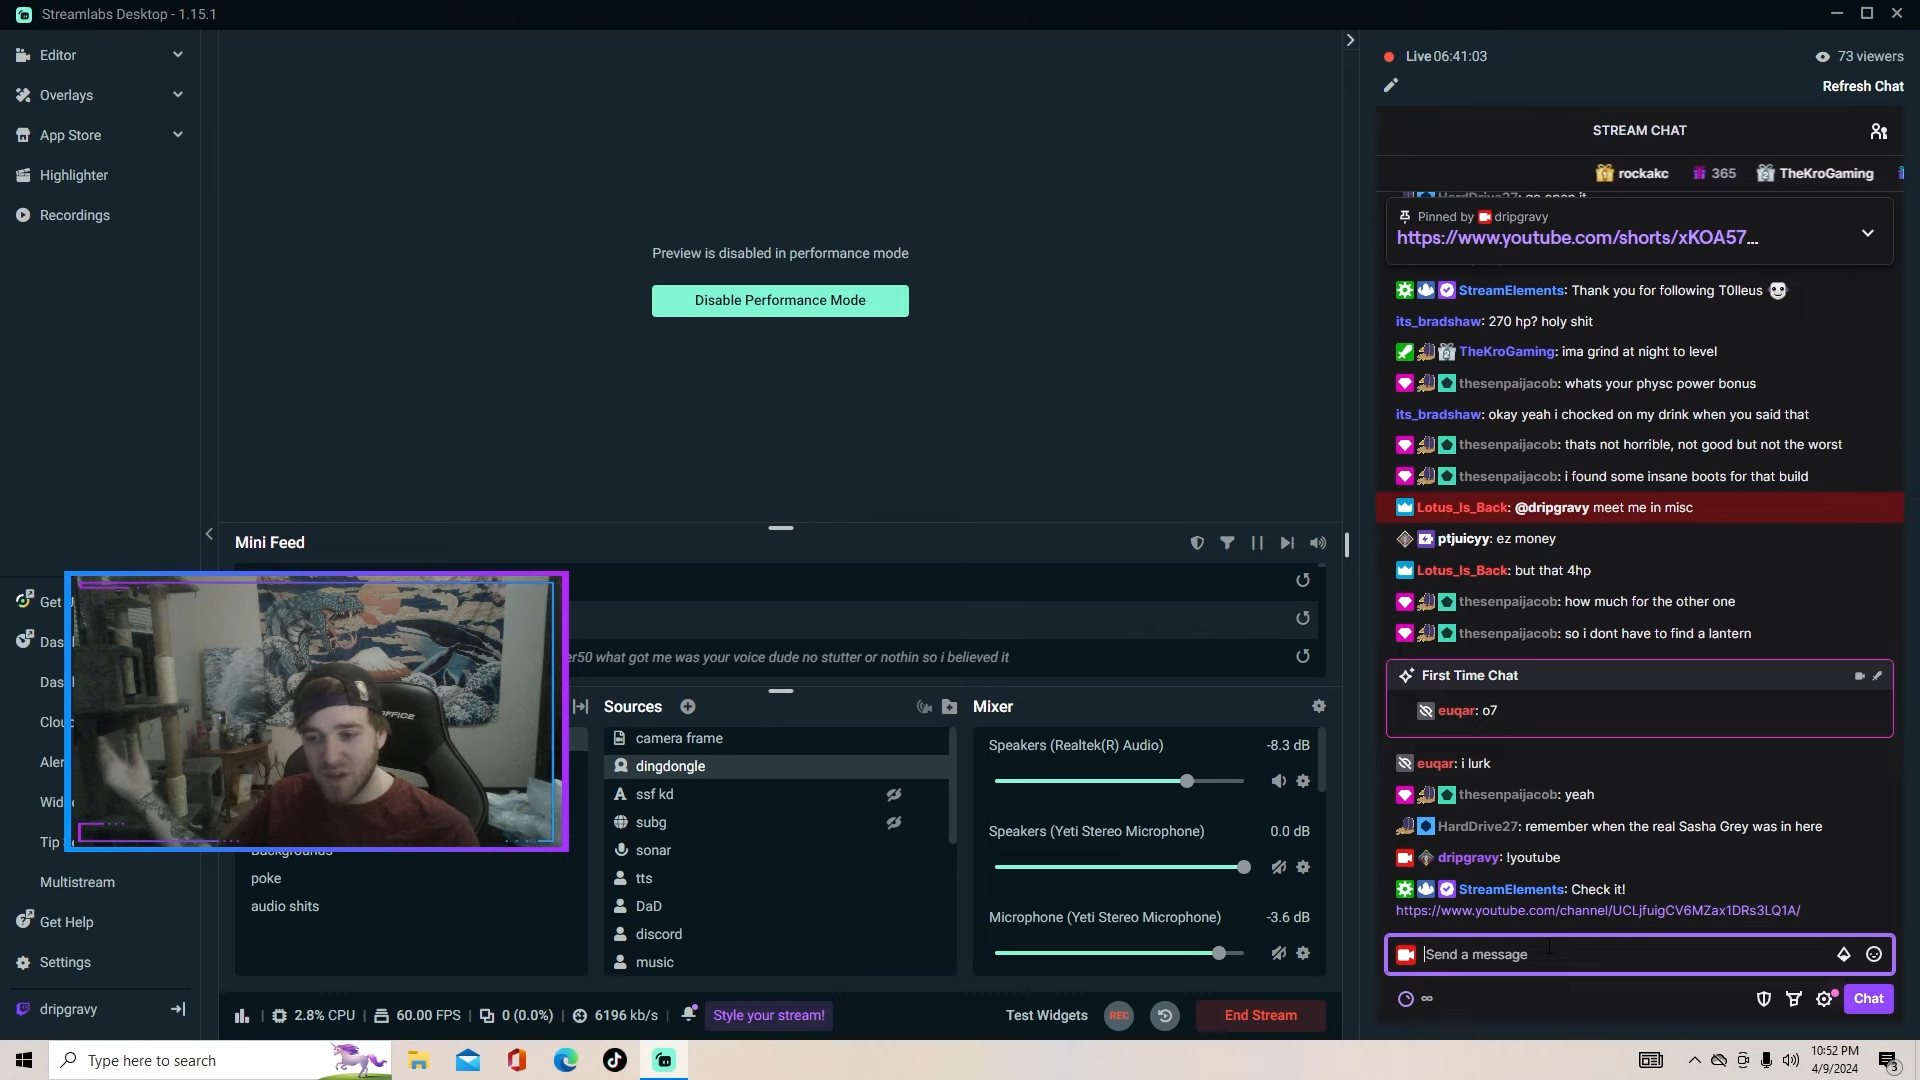 Streamlabs Desktop - 1.15.1
Editor
Overlays
App Store
Highlighter
Recordings
Get
Das
Das
Clou
Aler
Wid
Tip
Multistream
Get Help
Settings
dripgravy
Preview is disabled in performance mode
Disable Performance Mode
Mini Feed
er50 what got me was your voice dude no stutter or nothin so i believed it
OFFICE
poke
audio shits
Sources
camera frame
dingdongle
ssf kd
subg
sonar
tts
DaD
discord
music
Mixer
Speakers (Realtek(R) Audio) -8.3 dB
Speakers (Yeti Stereo Microphone) 0.0 dB
Microphone (Yeti Stereo Microphone) -3.6 dB
2.8% CPU 60.00 FPS 0 (0.0%) 6196 kb/s Style your stream! Test Widgets REC End Stream
Live 06:41:03 73 viewers
Refresh Chat
STREAM CHAT
rockakc 365 TheKroGaming
Pinned by dripgravy
https://www.youtube.com/shorts/xKOA57...
StreamElements: Thank you for following T0lleus
its_bradshaw: 270 hp? holy shit
TheKroGaming: ima grind at night to level
thesenpaijacob: whats your physc power bonus
its_bradshaw: okay yeah i chocked on my drink when you said that
thesenpaijacob: thats not horrible, not good but not the worst
thesenpaijacob: i found some insane boots for that build
Lotus_Is_Back: @dripgravy meet me in misc
ptjuicyy: ez money
Lotus_Is_Back: but that 4hp
thesenpaijacob: how much for the other one
thesenpaijacob: so i dont have to find a lantern
First Time Chat
euqar: o7
euqar: i lurk
thesenpaijacob: yeah
HardDrive27: remember when the real Sasha Grey was in here
dripgravy: !youtube
StreamElements: Check it!
https://www.youtube.com/channel/UCLjfuigCV6MZax1DRs3LQ1A/
Send a message
Chat
Type here to search
10:52 PM
4/9/2024
3